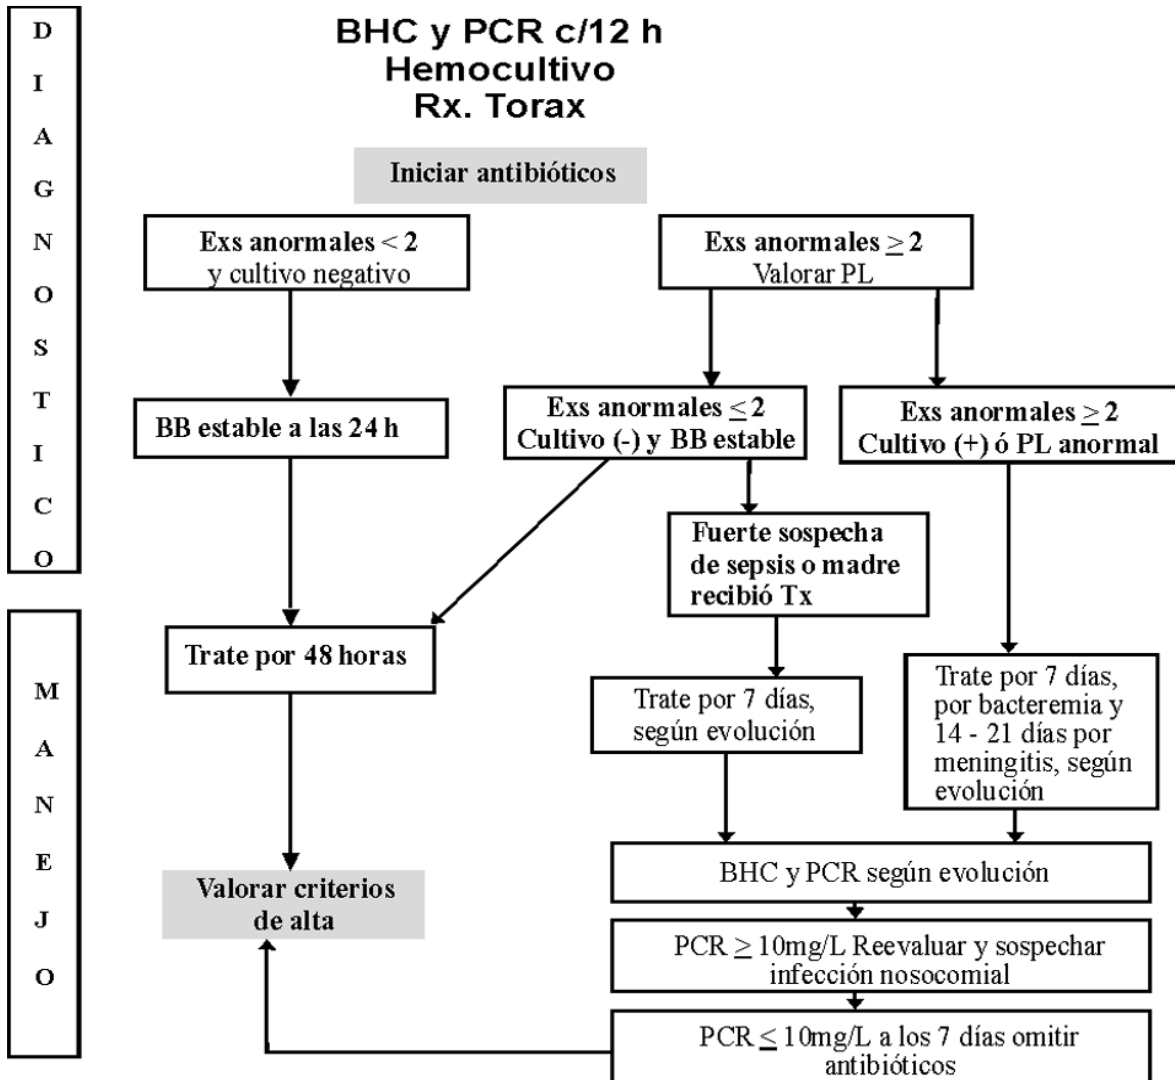 DIAGNOSTICO
BHC y PCR c/12 h
Hemocultivo
Rx. Torax
Iniciar antibióticos
Exs anormales < 2
y cultivo negativo
Exs anormales ≥ 2
Valorar PL
BB estable a las 24 h
Exs anormales ≤ 2
Cultivo (-) y BB estable
Exs anormales ≥ 2
Cultivo (+) ó PL anormal
Fuerte sospecha
de sepsis o madre
recibió Tx
MANEJO
Trate por 48 horas
Trate por 7 días,
según evolución
Trate por 7 días,
por bacteremia y
14 - 21 días por
meningitis, según
evolución
BHC y PCR según evolución
Valorar criterios
de alta
PCR ≥ 10mg/L Reevaluar y sospechar
infección nosocomial
PCR ≤ 10mg/L a los 7 días omitir
antibióticos